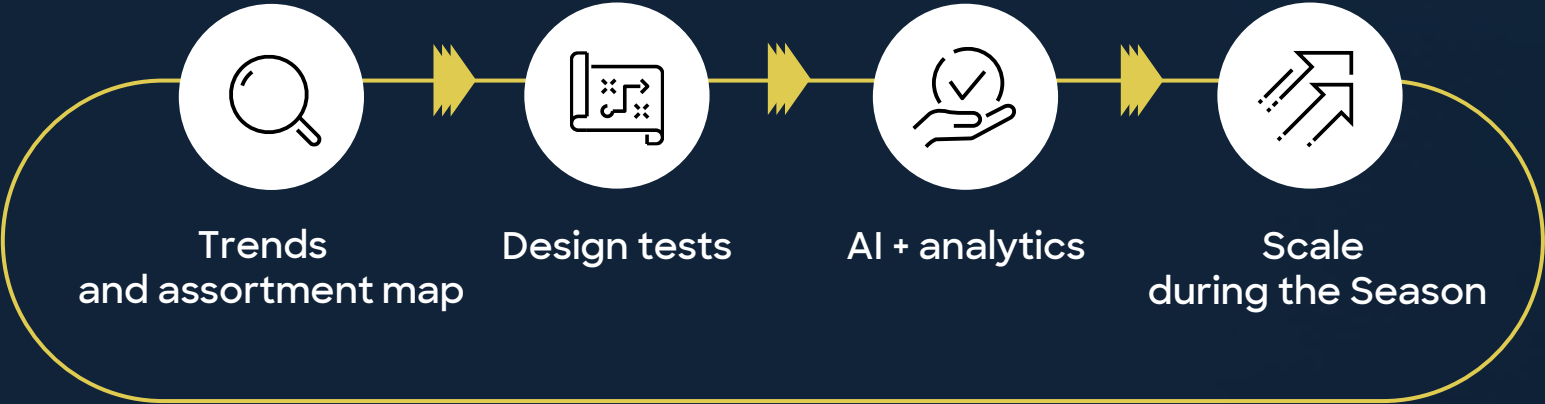 Trends
and assortment map
Design tests
AI + analytics
Scale
during the Season